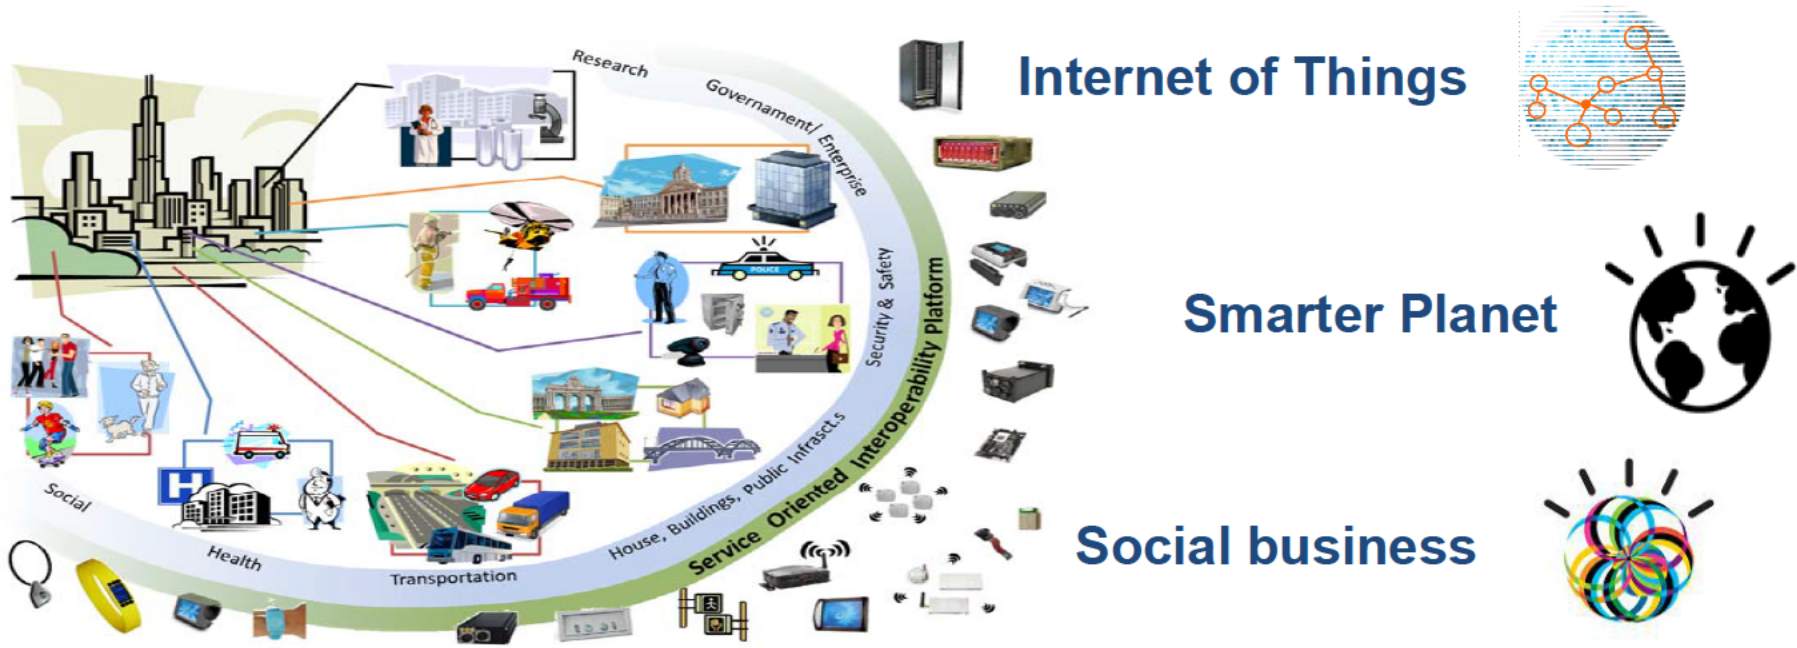 Research
Governament/ Enterprise
Security & Safety
House, Buildings, Public Infrasct.s
Transportation
Health
Social
Service Oriented Interoperability Platform
POLICE
H
Internet of Things
Smarter Planet
Social business